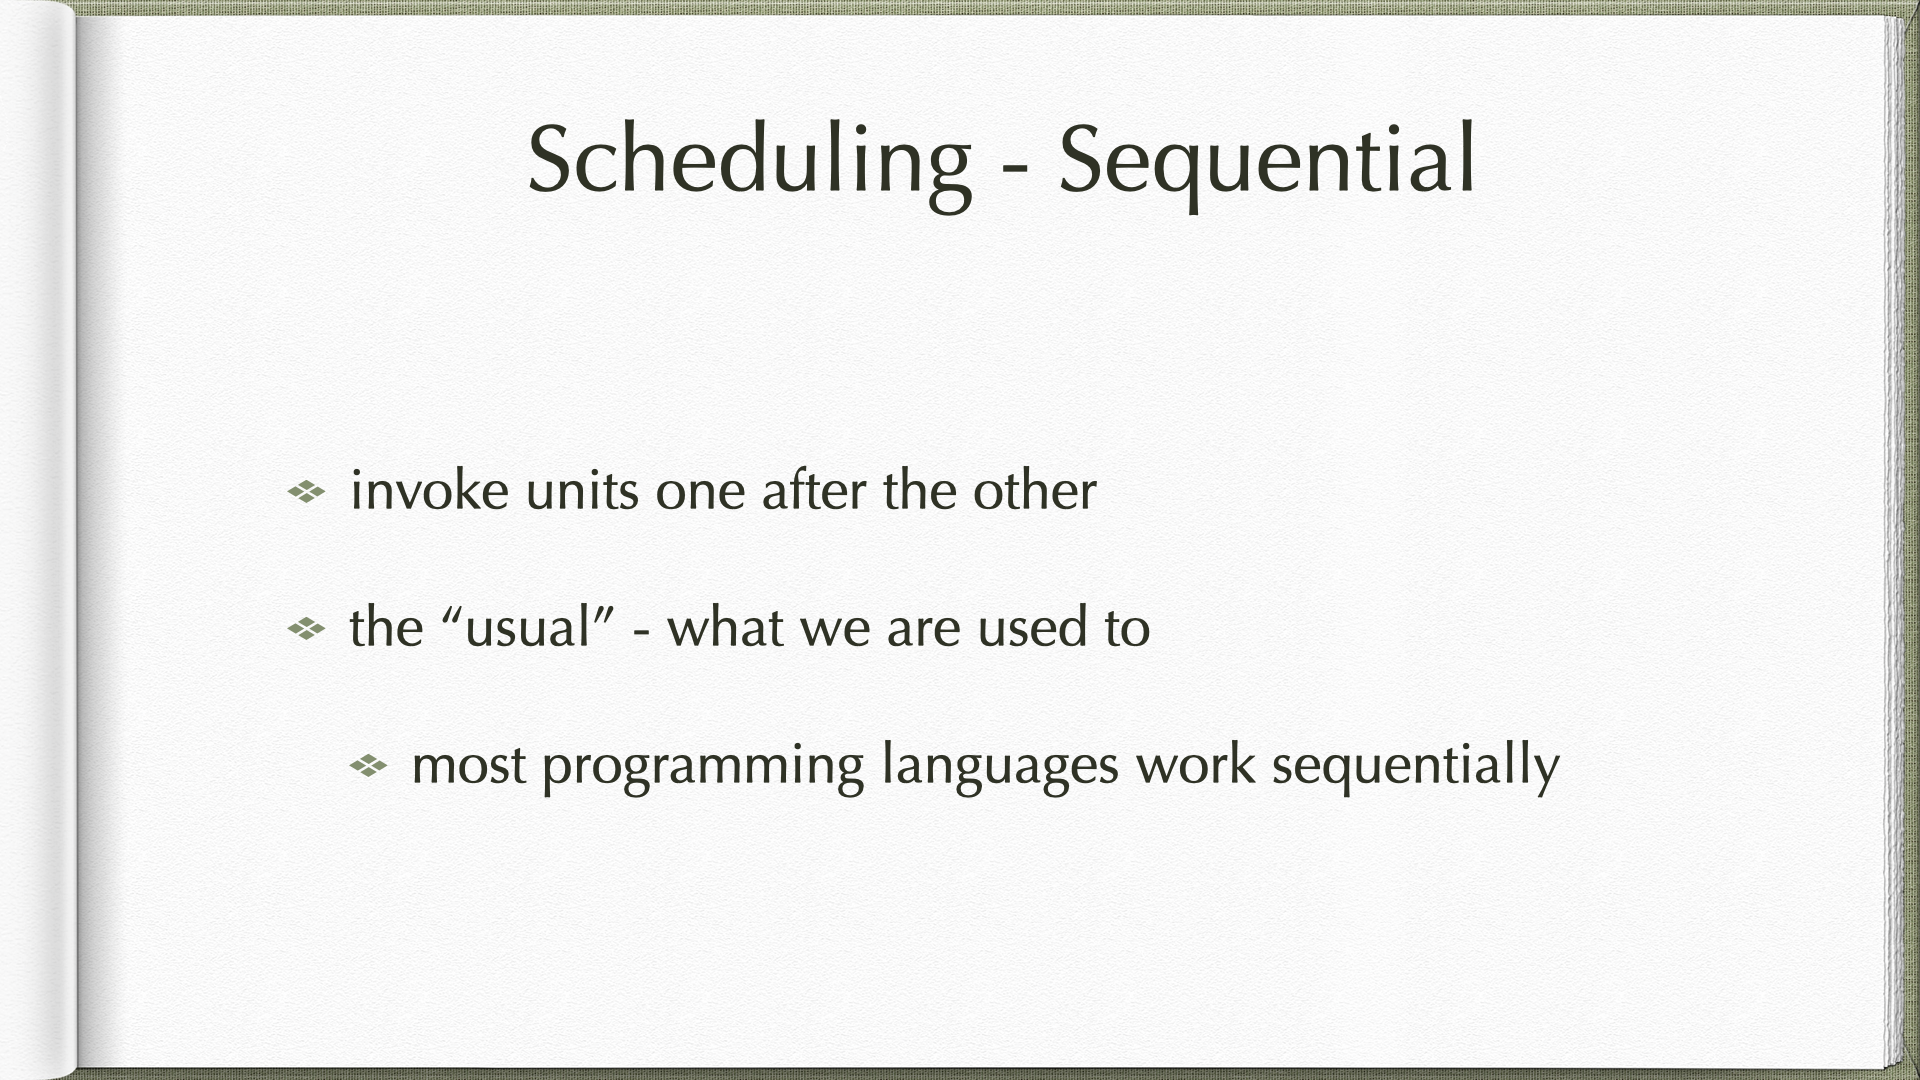 Scheduling - Sequential
invoke units one after the other
the “usual” - what we are used to
most programming languages work sequentially